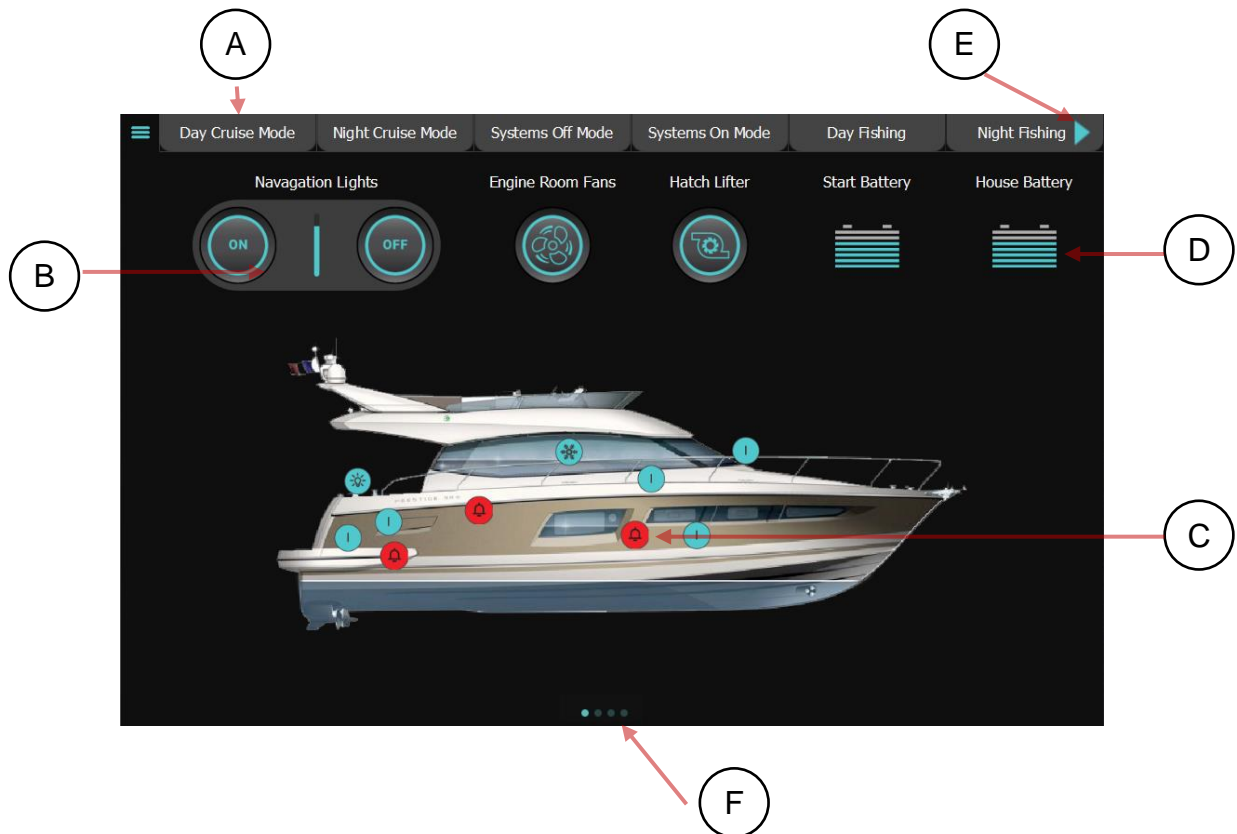 A
E
Day Cruise Mode Night Cruise Mode Systems Off Mode Systems On Mode Day Fishing Night Fishing
Navagation Lights Engine Room Fans Hatch Lifter Start Battery House Battery
ON OFF
B
D
C
F